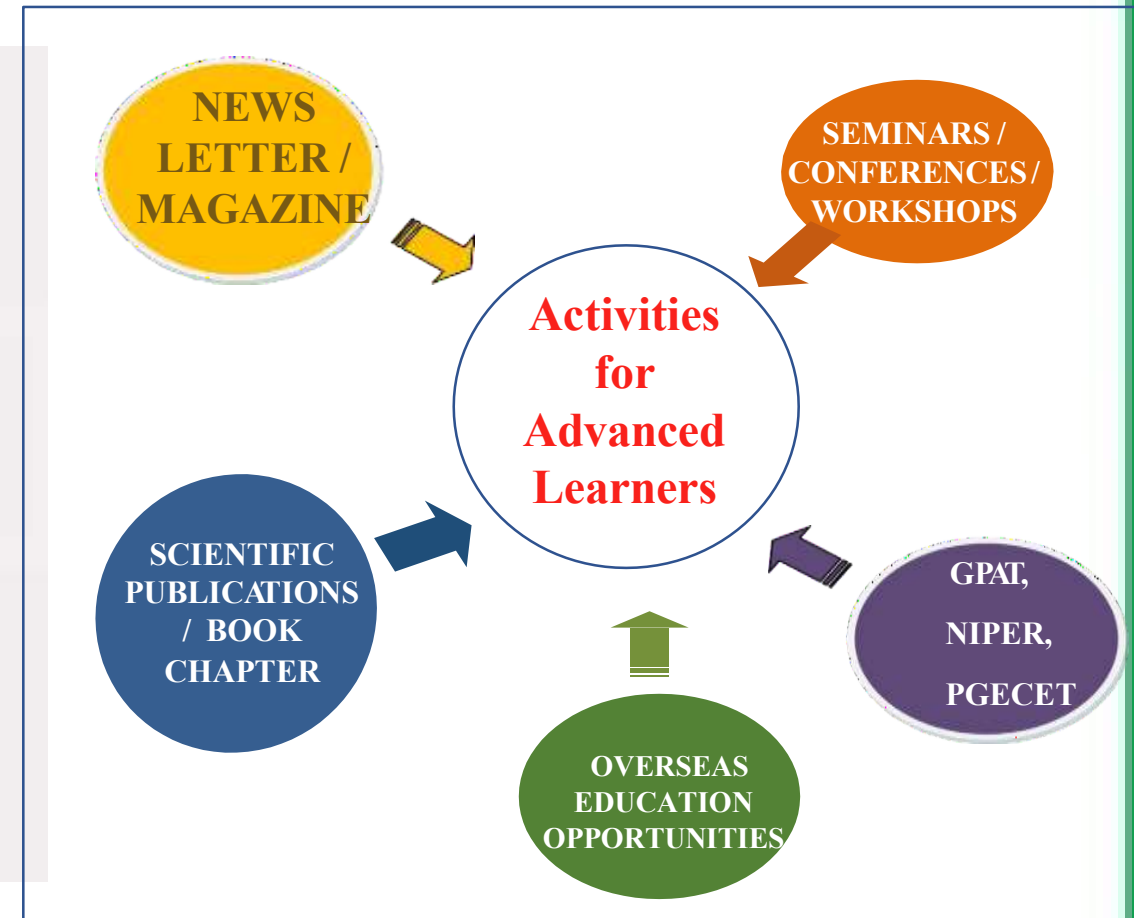 NEWS
LETTER /
MAGAZINE
SEMINARS /
CONFERENCES /
WORKSHOPS
Activities
for
Advanced
Learners
SCIENTIFIC
PUBLICATIONS
/ BOOK
CHAPTER
GPAT,
NIPER,
PGECET
OVERSEAS
EDUCATION
OPPORTUNITIES